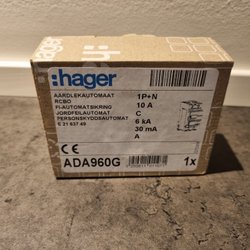 :hager
AARDLEKAUTOMAAT 1P+N
RCBO 10 A
FI-AUTOMATSIKRING C
JORDFEILAUTOMAT 6 kA
PERSONSKYDDSAUTOMAT 30 mA
E 21 637 49 A
CE
ADA960G 1x